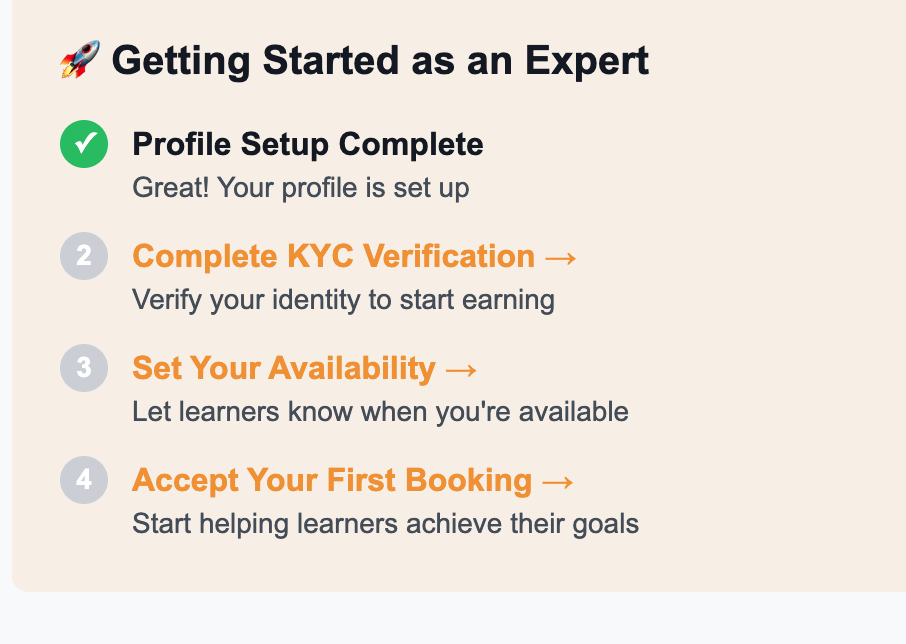 🚀 Getting Started as an Expert
✓ Profile Setup Complete
Great! Your profile is set up
2 Complete KYC Verification →
Verify your identity to start earning
3 Set Your Availability →
Let learners know when you're available
4 Accept Your First Booking →
Start helping learners achieve their goals